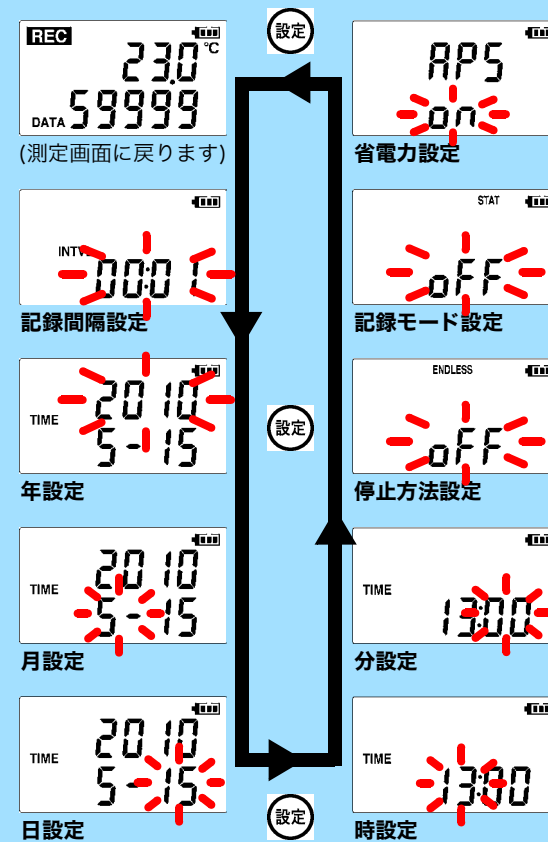 REC
23.0℃
DATA 59999
(測定画面に戻ります)
INTV.
00:01
記録間隔設定
TIME
2010
5-15
年設定
TIME
2010
5-15
月設定
TIME
2010
5-15
日設定
設定
設定
設定
APS
on
省電力設定
STAT
oFF
記録モード設定
ENDLESS
oFF
停止方法設定
TIME
13:00
分設定
TIME
13:00
時設定